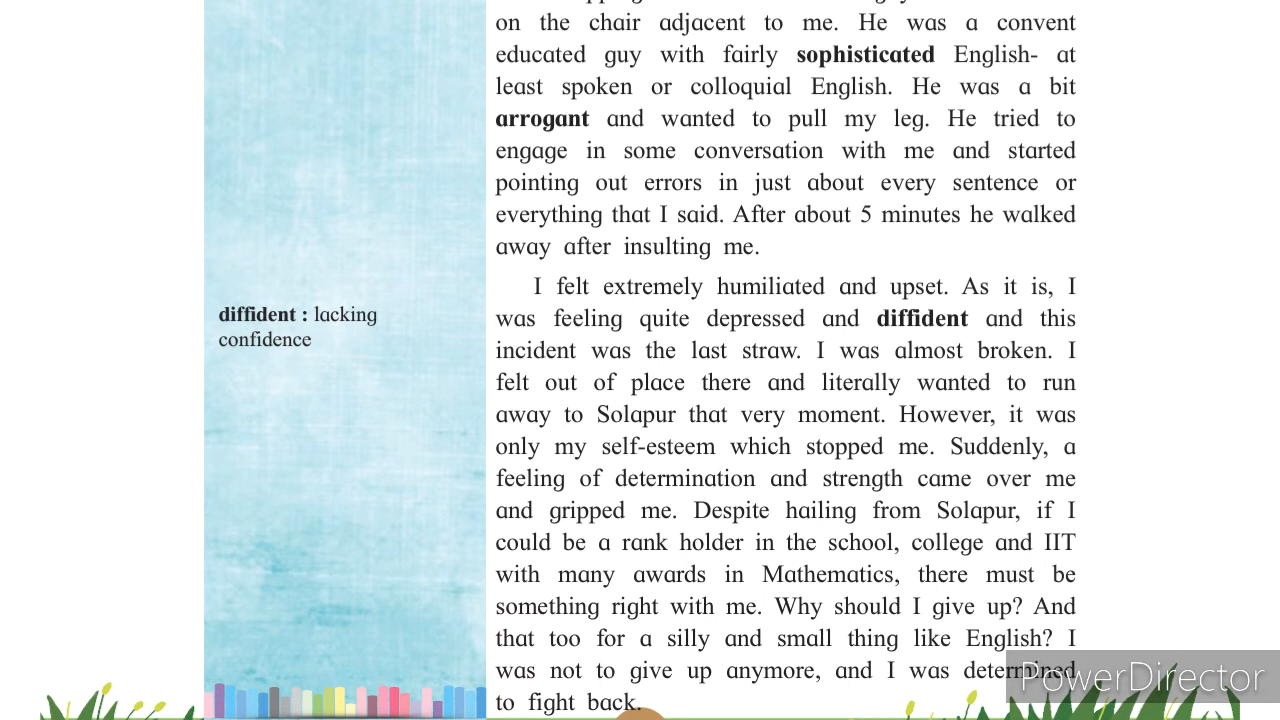 on the chair adjacent to me. He was a convent
educated guy with fairly sophisticated English- at
least spoken or colloquial English. He was a bit
arrogant and wanted to pull my leg. He tried to
engage in some conversation with me and started
pointing out errors in just about every sentence or
everything that I said. After about 5 minutes he walked
away after insulting me.
I felt extremely humiliated and upset. As it is, I
was feeling quite depressed and diffident and this
incident was the last straw. I was almost broken. I
felt out of place there and literally wanted to run
away to Solapur that very moment. However, it was
only my self-esteem which stopped me. Suddenly, a
feeling of determination and strength came over me
and gripped me. Despite hailing from Solapur, if I
could be a rank holder in the school, college and IIT
with many awards in Mathematics, there must be
something right with me. Why should I give up? And
that too for a silly and small thing like English? I
was not to give up anymore, and I was determined
to fight back.
diffident : lacking
confidence
PowerDirector